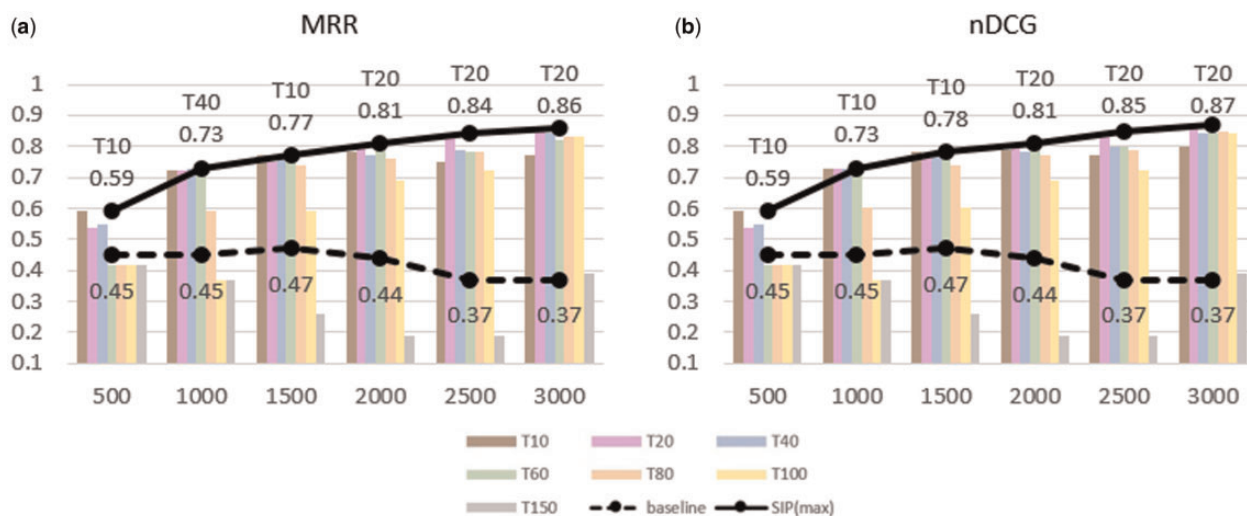 (a) MRR
T20 T20 T20
T40 T10 0.81 0.84 0.86
T10 0.73 0.77
0.59
1
0.9
0.8
0.7
0.6
0.5
0.4
0.3
0.2
0.1
0.45 0.45 0.47 0.44 0.37 0.37
500 1000 1500 2000 2500 3000
(b) nDCG
T20 T20 T20
T10 T10 0.81 0.85 0.87
T10 0.73 0.78
0.59
1
0.9
0.8
0.7
0.6
0.5
0.4
0.3
0.2
0.1
0.45 0.45 0.47 0.44 0.37 0.37
500 1000 1500 2000 2500 3000
T10 T20 T40
T60 T80 T100
T150 baseline SIP(max)